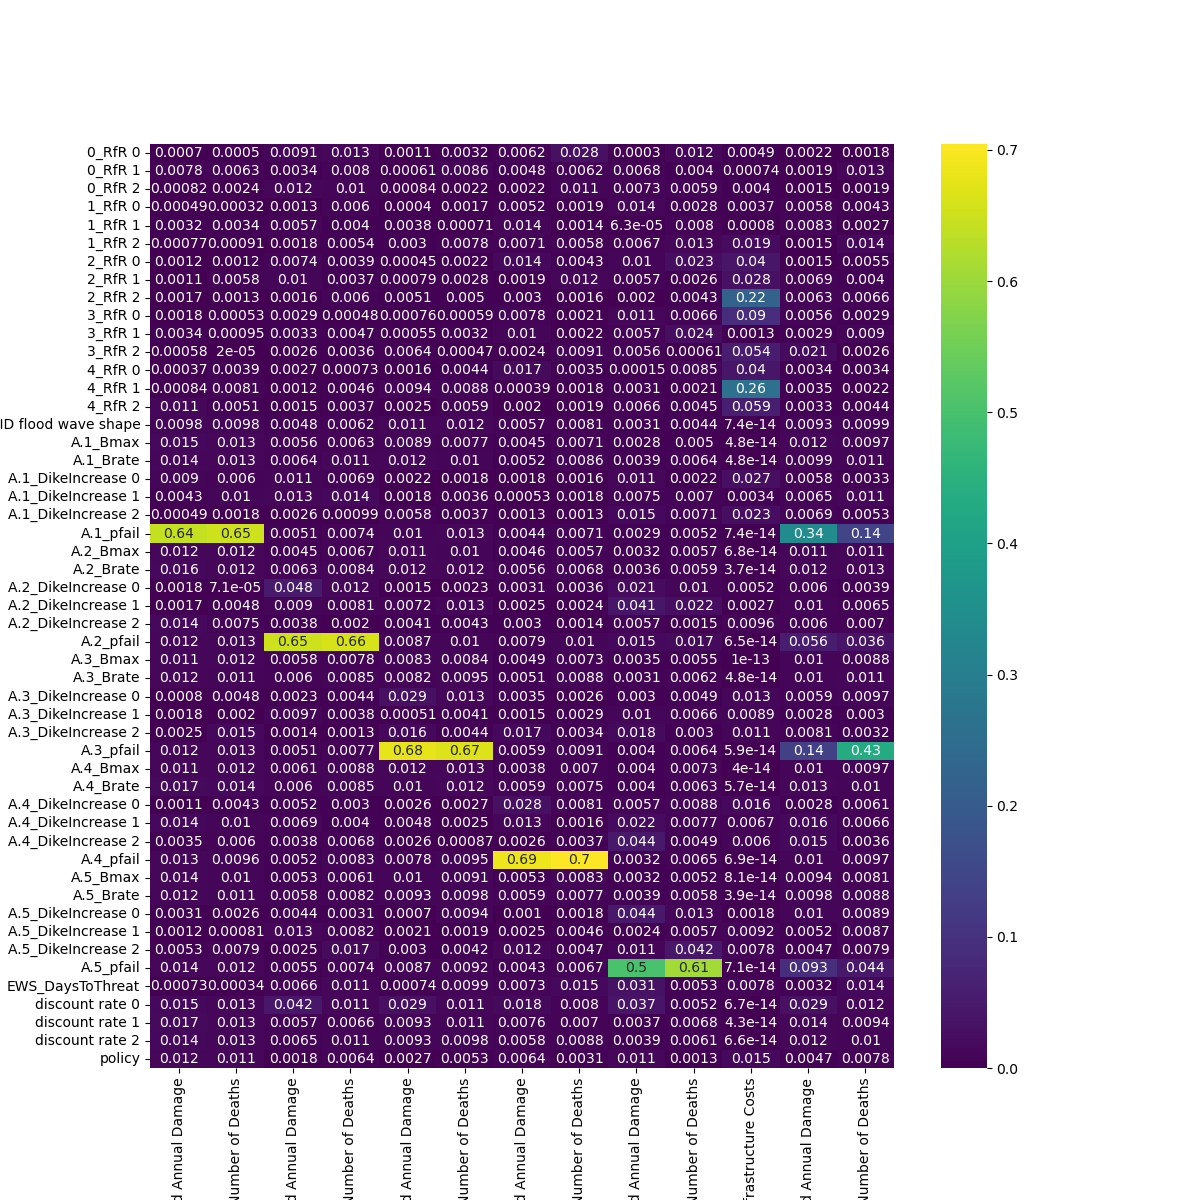 0_RfR 0 0.0007 0.0005 0.0091 0.013 0.0011 0.0032 0.0062 0.028 0.0003 0.012 0.0049 0.0022 0.0018
0_RfR 1 0.0078 0.0063 0.0034 0.008 0.00061 0.0086 0.0048 0.0062 0.0068 0.004 0.00074 0.0019 0.013
0_RfR 2 0.00082 0.0024 0.012 0.01 0.00084 0.0022 0.0022 0.011 0.0073 0.0059 0.004 0.0015 0.0019
1_RfR 0 0.00049 0.00032 0.0013 0.006 0.0004 0.0017 0.0052 0.0019 0.014 0.0028 0.0037 0.0058 0.0043
1_RfR 1 0.0032 0.0034 0.0057 0.004 0.0038 0.00071 0.014 0.0014 6.3e-05 0.008 0.0008 0.0083 0.0027
1_RfR 2 0.00077 0.00091 0.0018 0.0054 0.003 0.0078 0.0071 0.0058 0.0067 0.013 0.019 0.0015 0.014
2_RfR 0 0.0012 0.0012 0.0074 0.0039 0.00045 0.0022 0.014 0.0043 0.01 0.023 0.04 0.0015 0.0055
2_RfR 1 0.0011 0.0058 0.01 0.0037 0.00079 0.0028 0.0019 0.012 0.0057 0.0026 0.028 0.0069 0.004
2_RfR 2 0.0017 0.0013 0.0016 0.006 0.0051 0.005 0.003 0.0016 0.002 0.0043 0.22 0.0063 0.0066
3_RfR 0 0.0018 0.00053 0.0029 0.00048 0.00076 0.00059 0.0078 0.0021 0.011 0.0066 0.09 0.0056 0.0029
3_RfR 1 0.0034 0.00095 0.0033 0.0047 0.00055 0.0032 0.01 0.0022 0.0057 0.024 0.0013 0.0029 0.009
3_RfR 2 0.00058 2e-05 0.0026 0.0036 0.0064 0.00047 0.0024 0.0091 0.0056 0.00061 0.054 0.021 0.0026
4_RfR 0 0.00037 0.0039 0.0027 0.00073 0.0016 0.0044 0.017 0.0035 0.00015 0.0085 0.04 0.0034 0.0034
4_RfR 1 0.00084 0.0081 0.0012 0.0046 0.0094 0.0088 0.00039 0.0018 0.0031 0.0021 0.26 0.0035 0.0022
4_RfR 2 0.011 0.0051 0.0015 0.0037 0.0025 0.0059 0.002 0.0019 0.0066 0.0045 0.059 0.0033 0.0044
ID flood wave shape 0.0098 0.0098 0.0048 0.0062 0.011 0.012 0.0057 0.0081 0.0031 0.0044 7.4e-14 0.0093 0.0099
A.1_Bmax 0.015 0.013 0.0056 0.0063 0.0089 0.0077 0.0045 0.0071 0.0028 0.005 4.8e-14 0.012 0.0097
A.1_Brate 0.014 0.013 0.0064 0.011 0.012 0.01 0.0052 0.0086 0.0039 0.0064 4.8e-14 0.0099 0.011
A.1_DikeIncrease 0 0.009 0.006 0.011 0.0069 0.0022 0.0018 0.0018 0.0016 0.011 0.0022 0.027 0.0058 0.0033
A.1_DikeIncrease 1 0.0043 0.01 0.013 0.014 0.0018 0.0036 0.00053 0.0018 0.0075 0.007 0.0034 0.0065 0.011
A.1_DikeIncrease 2 0.00049 0.0018 0.0026 0.00099 0.0058 0.0037 0.0013 0.0013 0.015 0.0071 0.023 0.0069 0.0053
A.1_pfail 0.64 0.65 0.0051 0.0074 0.01 0.013 0.0044 0.0071 0.0029 0.0052 7.4e-14 0.34 0.14
A.2_Bmax 0.012 0.012 0.0045 0.0067 0.011 0.01 0.0046 0.0057 0.0032 0.0057 6.8e-14 0.011 0.011
A.2_Brate 0.016 0.012 0.0063 0.0084 0.012 0.012 0.0056 0.0068 0.0036 0.0059 3.7e-14 0.012 0.013
A.2_DikeIncrease 0 0.0018 7.1e-05 0.048 0.012 0.0015 0.0023 0.0031 0.0036 0.021 0.01 0.0052 0.006 0.0039
A.2_DikeIncrease 1 0.0017 0.0048 0.009 0.0081 0.0072 0.013 0.0025 0.0024 0.041 0.022 0.0027 0.01 0.0065
A.2_DikeIncrease 2 0.014 0.0075 0.0038 0.002 0.0041 0.0043 0.003 0.0014 0.0057 0.0015 0.0096 0.006 0.007
A.2_pfail 0.012 0.013 0.65 0.66 0.0087 0.01 0.0079 0.01 0.015 0.017 6.5e-14 0.056 0.036
A.3_Bmax 0.011 0.012 0.0058 0.0078 0.0083 0.0084 0.0049 0.0073 0.0035 0.0055 1e-13 0.01 0.0088
A.3_Brate 0.012 0.011 0.006 0.0085 0.0082 0.0095 0.0051 0.0088 0.0031 0.0062 4.8e-14 0.01 0.011
A.3_DikeIncrease 0 0.0008 0.0048 0.0023 0.0044 0.029 0.013 0.0035 0.0026 0.003 0.0049 0.013 0.0059 0.0097
A.3_DikeIncrease 1 0.0018 0.002 0.0097 0.0038 0.00051 0.0041 0.0015 0.0029 0.01 0.0066 0.0089 0.0028 0.003
A.3_DikeIncrease 2 0.0025 0.015 0.0014 0.0013 0.016 0.0044 0.017 0.0034 0.018 0.003 0.011 0.0081 0.0032
A.3_pfail 0.012 0.013 0.005 0.0077 0.68 0.67 0.0059 0.0091 0.004 0.0064 5.9e-14 0.14 0.43
A.4_Bmax 0.011 0.012 0.0061 0.0088 0.012 0.013 0.0038 0.007 0.004 0.0073 4e-14 0.01 0.0097
A.4_Brate 0.017 0.014 0.006 0.0085 0.01 0.012 0.0059 0.0075 0.004 0.0063 5.7e-14 0.013 0.01
A.4_DikeIncrease 0 0.0011 0.0043 0.0052 0.003 0.0026 0.0027 0.028 0.0081 0.0057 0.0088 0.016 0.0028 0.0061
A.4_DikeIncrease 1 0.014 0.01 0.0069 0.004 0.0048 0.0025 0.013 0.0016 0.022 0.0077 0.0067 0.016 0.0066
A.4_DikeIncrease 2 0.0035 0.006 0.0038 0.0068 0.0026 0.00087 0.0026 0.0037 0.044 0.0049 0.006 0.015 0.0036
A.4_pfail 0.013 0.0096 0.0052 0.0083 0.0078 0.0095 0.69 0.7 0.0032 0.0065 6.9e-14 0.01 0.0097
A.5_Bmax 0.014 0.01 0.0053 0.0061 0.01 0.0091 0.0053 0.0083 0.0032 0.0052 8.1e-14 0.0094 0.0081
A.5_Brate 0.012 0.011 0.0058 0.0082 0.0093 0.0098 0.0059 0.0077 0.0039 0.0058 3.9e-14 0.0098 0.0088
A.5_DikeIncrease 0 0.0031 0.0026 0.0044 0.0031 0.0007 0.0094 0.001 0.0018 0.044 0.013 0.0018 0.01 0.0089
A.5_DikeIncrease 1 0.0012 0.00081 0.013 0.0082 0.0021 0.0019 0.0025 0.0046 0.0024 0.0057 0.0092 0.0052 0.0087
A.5_DikeIncrease 2 0.0053 0.0079 0.0025 0.017 0.003 0.0042 0.012 0.0047 0.011 0.042 0.0078 0.0047 0.0079
A.5_pfail 0.014 0.012 0.0055 0.0074 0.0087 0.0092 0.0043 0.0067 0.5 0.61 7.1e-14 0.093 0.044
EWS_DaysToThreat 0.00073 0.00034 0.0066 0.011 0.00074 0.0099 0.0073 0.015 0.031 0.0053 0.0078 0.0032 0.014
discount rate 0 0.015 0.013 0.042 0.011 0.029 0.011 0.018 0.008 0.037 0.0052 6.7e-14 0.029 0.012
discount rate 1 0.017 0.013 0.0057 0.0066 0.0093 0.011 0.0076 0.007 0.0037 0.0068 4.3e-14 0.014 0.0094
discount rate 2 0.014 0.013 0.0065 0.011 0.0093 0.0098 0.0058 0.0088 0.0039 0.0061 6.6e-14 0.012 0.01
policy 0.012 0.011 0.0018 0.0064 0.0027 0.0053 0.0064 0.0031 0.011 0.0013 0.015 0.0047 0.0078
d Annual Damage
Number of Deaths
d Annual Damage
Number of Deaths
d Annual Damage
Number of Deaths
d Annual Damage
Number of Deaths
d Annual Damage
Number of Deaths
frastructure Costs
d Annual Damage
Number of Deaths
0.7
0.6
0.5
0.4
0.3
0.2
0.1
0.0